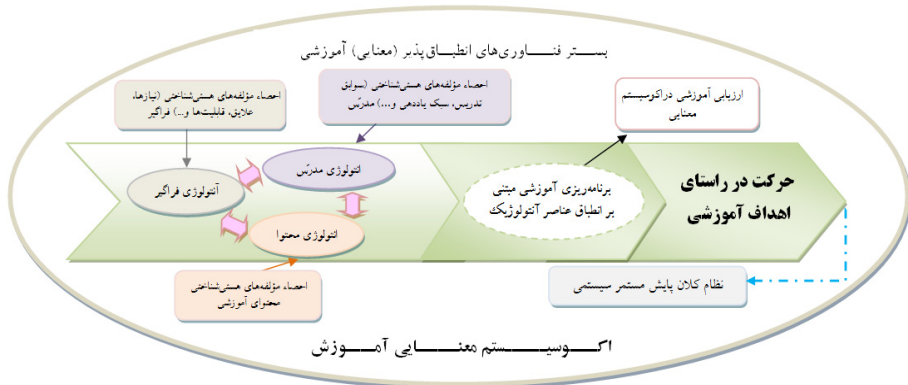 بستر فناوری‌های انطباق‌پذیر (معنایی) آموزشی
احصاء مؤلفه‌های هستی‌شناختی (نیازها،
علایق، قابلیت‌ها و...) فراگیر
احصاء مؤلفه‌های هستی‌شناختی (سوابق
تدریس، سبک یاددهی و...) مدرّس
ارزیابی آموزشی دراکوسیستم
معنایی
آنتولوژی فراگیر
انتولوژی مدرّس
انتولوژی محتوا
برنامه‌ریزی آموزشی مبتنی
بر انطباق عناصر آنتولوژیک
حرکت در راستای
اهداف آموزشی
احصاء مؤلفه‌های هستی‌شناختی
محتوای آموزشی
نظام کلان پایش مستمر سیستمی
اکوسیستم معنایی آموزش